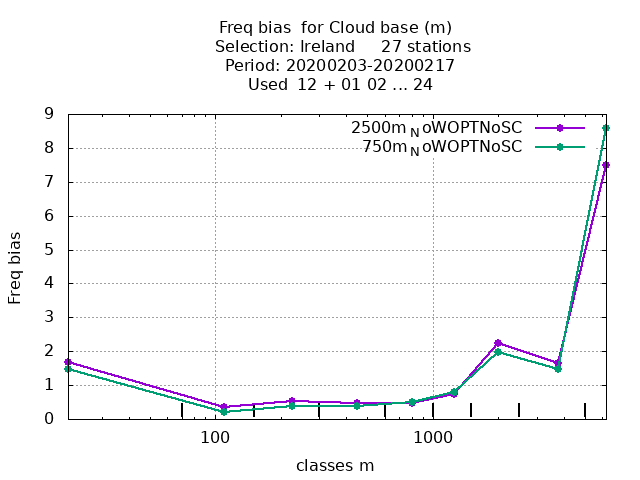 Freq bias  for Cloud base (m)
Selection: Ireland     27 stations
Period: 20200203-20200217
Used  12 + 01 02 ... 24
2500m_NoWOPTNoSC
750m_NoWOPTNoSC
9
8
7
6
5
4
3
2
1
0
Freq bias
100
1000
classes m